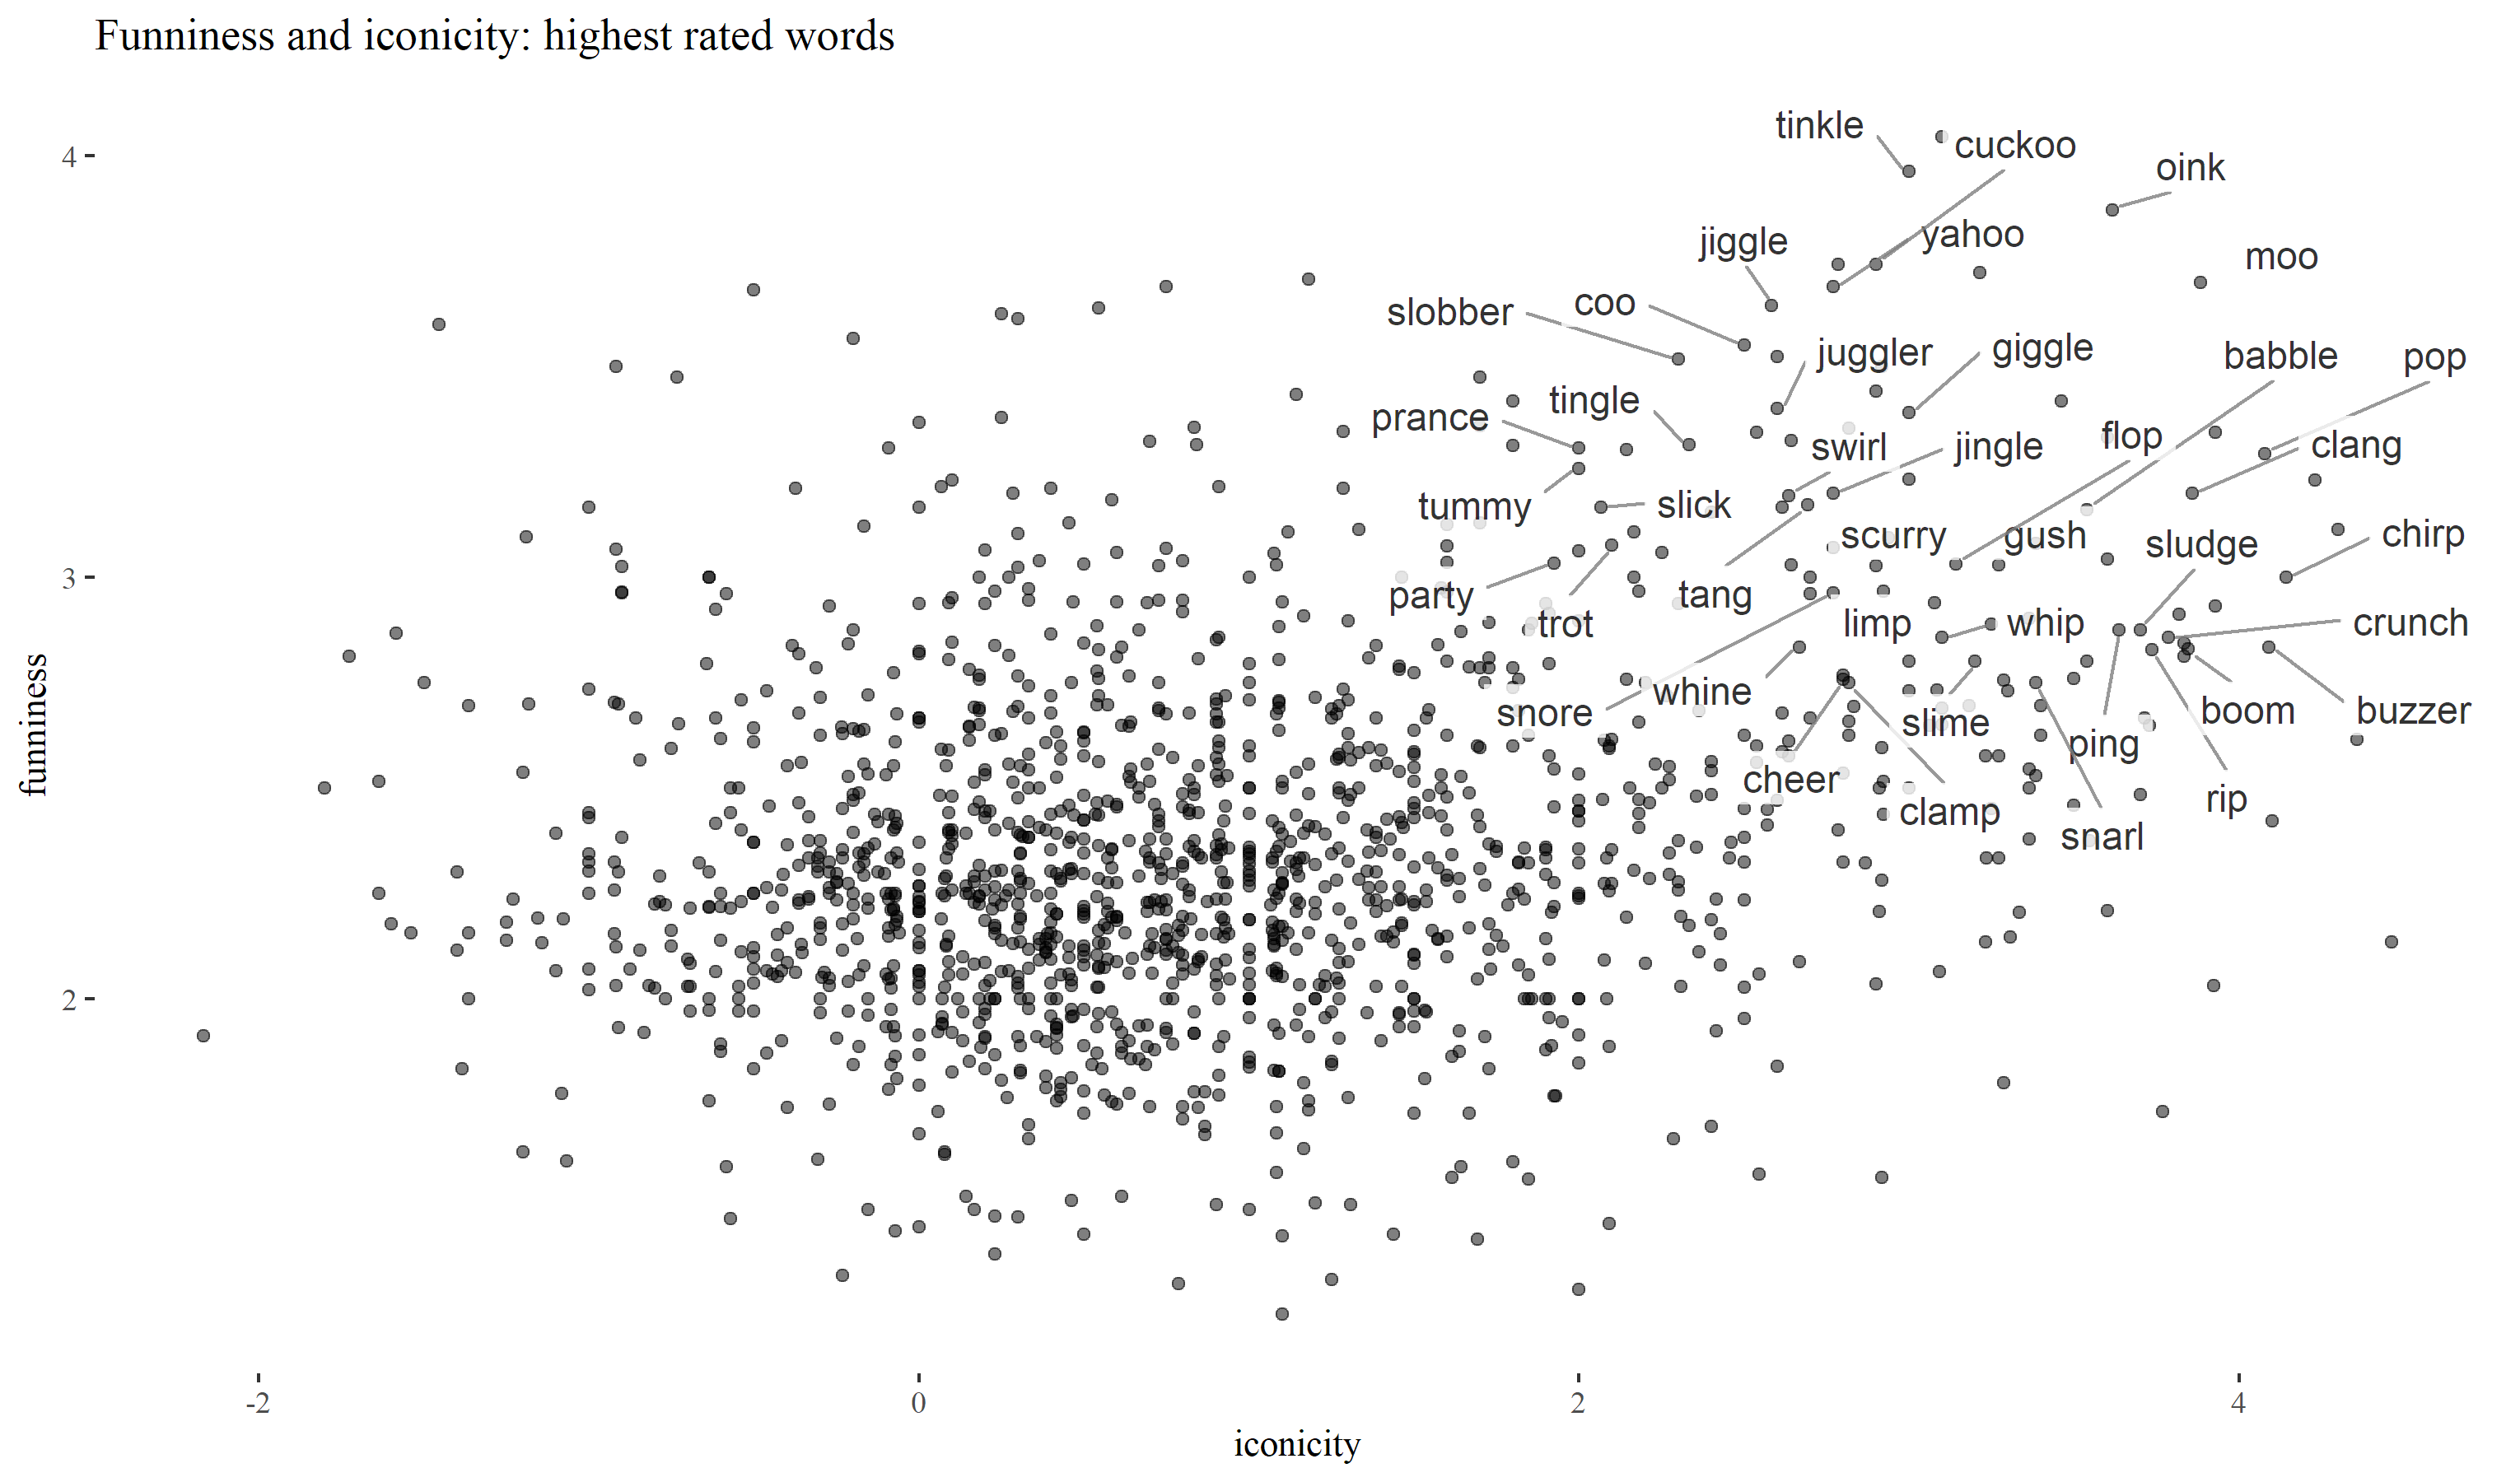 Funniness and iconicity: highest rated words
tinkle
cuckoo
oink
4
yahoo
jiggle
moo
coo
slobber
juggler
giggle
babble
pop
tingle
prance
flop
swirl
jingle
clang
tummy
slick
scurry
gush
chirp
sludge
3
party
tang
trot
limp
whip
crunch
whine
snore
slime
boom
buzzer
ping
funniness
cheer
rip
clamp
snarl
2
-2
0
2
4
iconicity